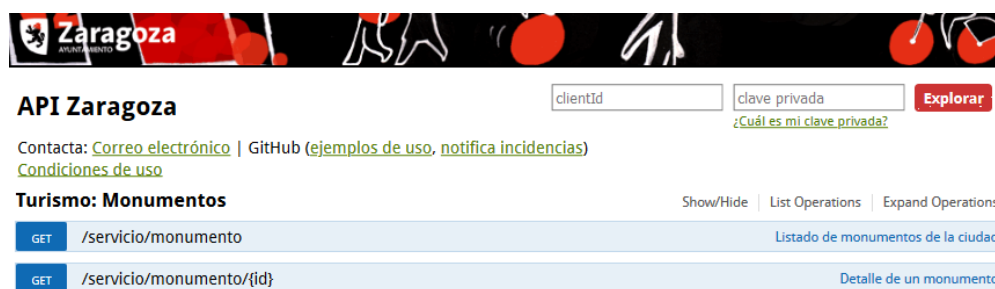 Zaragoza
AYUNTAMIENTO
API Zaragoza
clientId
clave privada
Explorar
¿Cuál es mi clave privada?
Contacta: Correo electrónico | GitHub (ejemplos de uso, notifica incidencias)
Condiciones de uso
Turismo: Monumentos
Show/Hide | List Operations | Expand Operations
GET /servicio/monumento Listado de monumentos de la ciudad
GET /servicio/monumento/{id} Detalle de un monumento